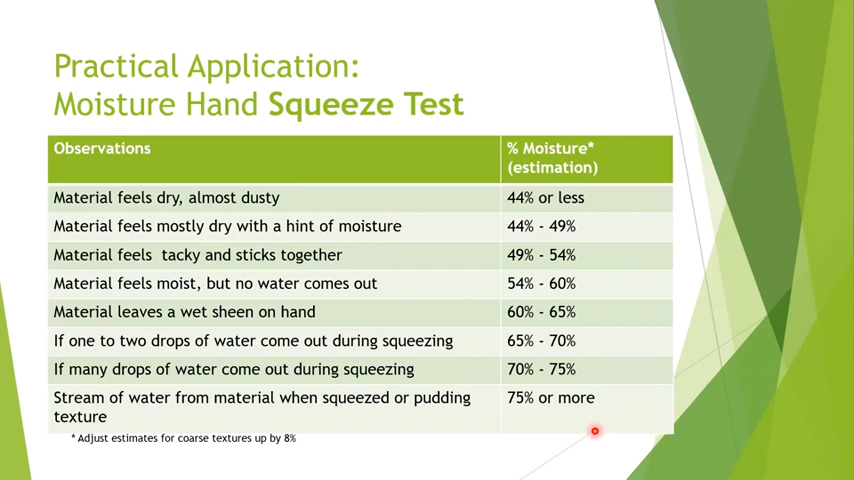 Practical Application:
Moisture Hand Squeeze Test
Observations
% Moisture*
(estimation)
Material feels dry, almost dusty
44% or less
Material feels mostly dry with a hint of moisture
44% - 49%
Material feels tacky and sticks together
49% - 54%
Material feels moist, but no water comes out
54% - 60%
Material leaves a wet sheen on hand
60% - 65%
If one to two drops of water come out during squeezing
65% - 70%
If many drops of water come out during squeezing
70% - 75%
Stream of water from material when squeezed or pudding
texture
75% or more
* Adjust estimates for coarse textures up by 8%